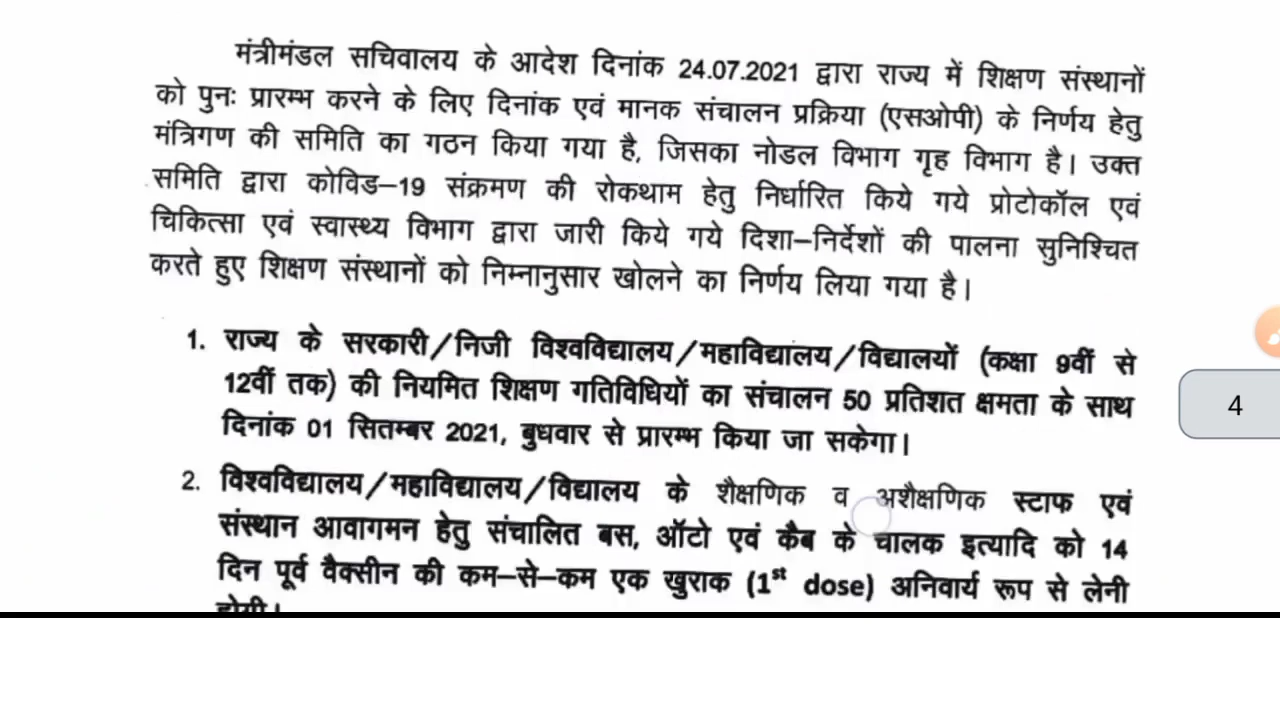 मंत्रीमंडल सचिवालय के आदेश दिनांक 24.07.2021 द्वारा राज्य में शिक्षण संस्थानों
को पुनः प्रारम्भ करने के लिए दिनांक एवं मानक संचालन प्रक्रिया (एसओपी) के निर्णय हेतु
मंत्रिगण की समिति का गठन किया गया है, जिसका नोडल विभाग गृह विभाग है। उक्त
समिति द्वारा कोविड–19 संक्रमण की रोकथाम हेतु निर्धारित किये गये प्रोटोकॉल एवं
चिकित्सा एवं स्वास्थ्य विभाग द्वारा जारी किये गये दिशा–निर्देशों की पालना सुनिश्चित
करते हुए शिक्षण संस्थानों को निम्नानुसार खोलने का निर्णय लिया गया है।
1. राज्य के सरकारी/निजी विश्वविद्यालय/महाविद्यालय/विद्यालयों (कक्षा 9वीं से
12वीं तक) की नियमित शिक्षण गतिविधियों का संचालन 50 प्रतिशत क्षमता के साथ
दिनांक 01 सितम्बर 2021, बुधवार से प्रारम्भ किया जा सकेगा।
4
2. विश्वविद्यालय/महाविद्यालय/विद्यालय के शैक्षणिक व अशैक्षणिक स्टाफ एवं
संस्थान आवागमन हेतु संचालित बस, ऑटो एवं कैब के चालक इत्यादि को 14
दिन पूर्व वैक्सीन की कम–से–कम एक खुराक (1st dose) अनिवार्य रूप से लेनी
होगी।